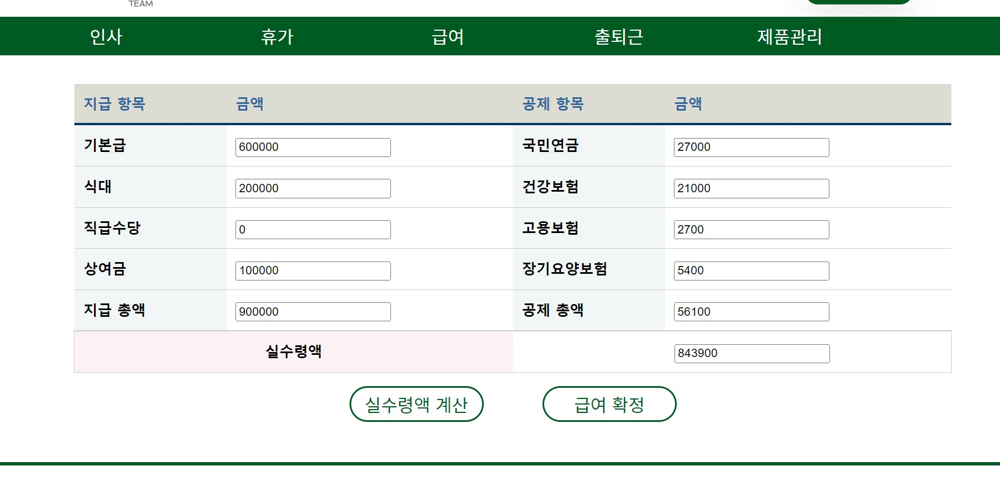 TEAM
인사 휴가 급여 출퇴근 제품관리
지급 항목 금액 공제 항목 금액
기본급 600000 국민연금 27000
식대 200000 건강보험 21000
직급수당 0 고용보험 2700
상여금 100000 장기요양보험 5400
지급 총액 900000 공제 총액 56100
실수령액 843900
실수령액 계산 급여 확정